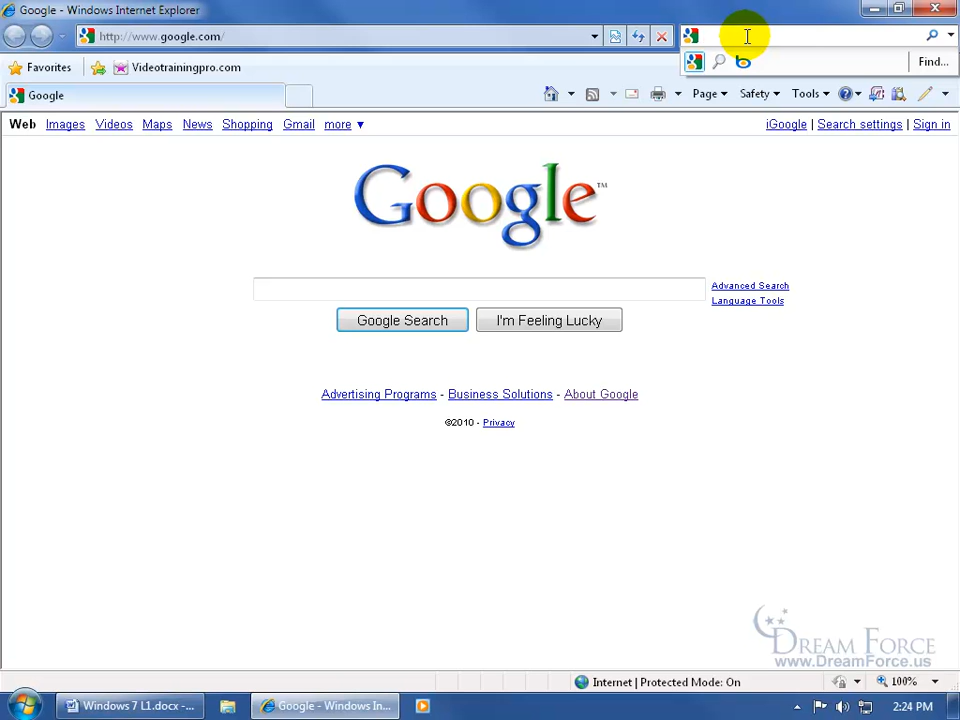 Google - Windows Internet Explorer
http://www.google.com/
Find...
Favorites
Videotrainingpro.com
Google
Page
Safety
Tools
Web Images Videos Maps News Shopping Gmail more ▼
iGoogle | Search settings | Sign in
Google™
Advanced Search
Language Tools
Google Search
I'm Feeling Lucky
Advertising Programs - Business Solutions - About Google
©2010 - Privacy
DREAM FORCE
www.DreamForce.us
Internet | Protected Mode: On
100%
Windows 7 L1.docx -...
Google - Windows In...
2:24 PM